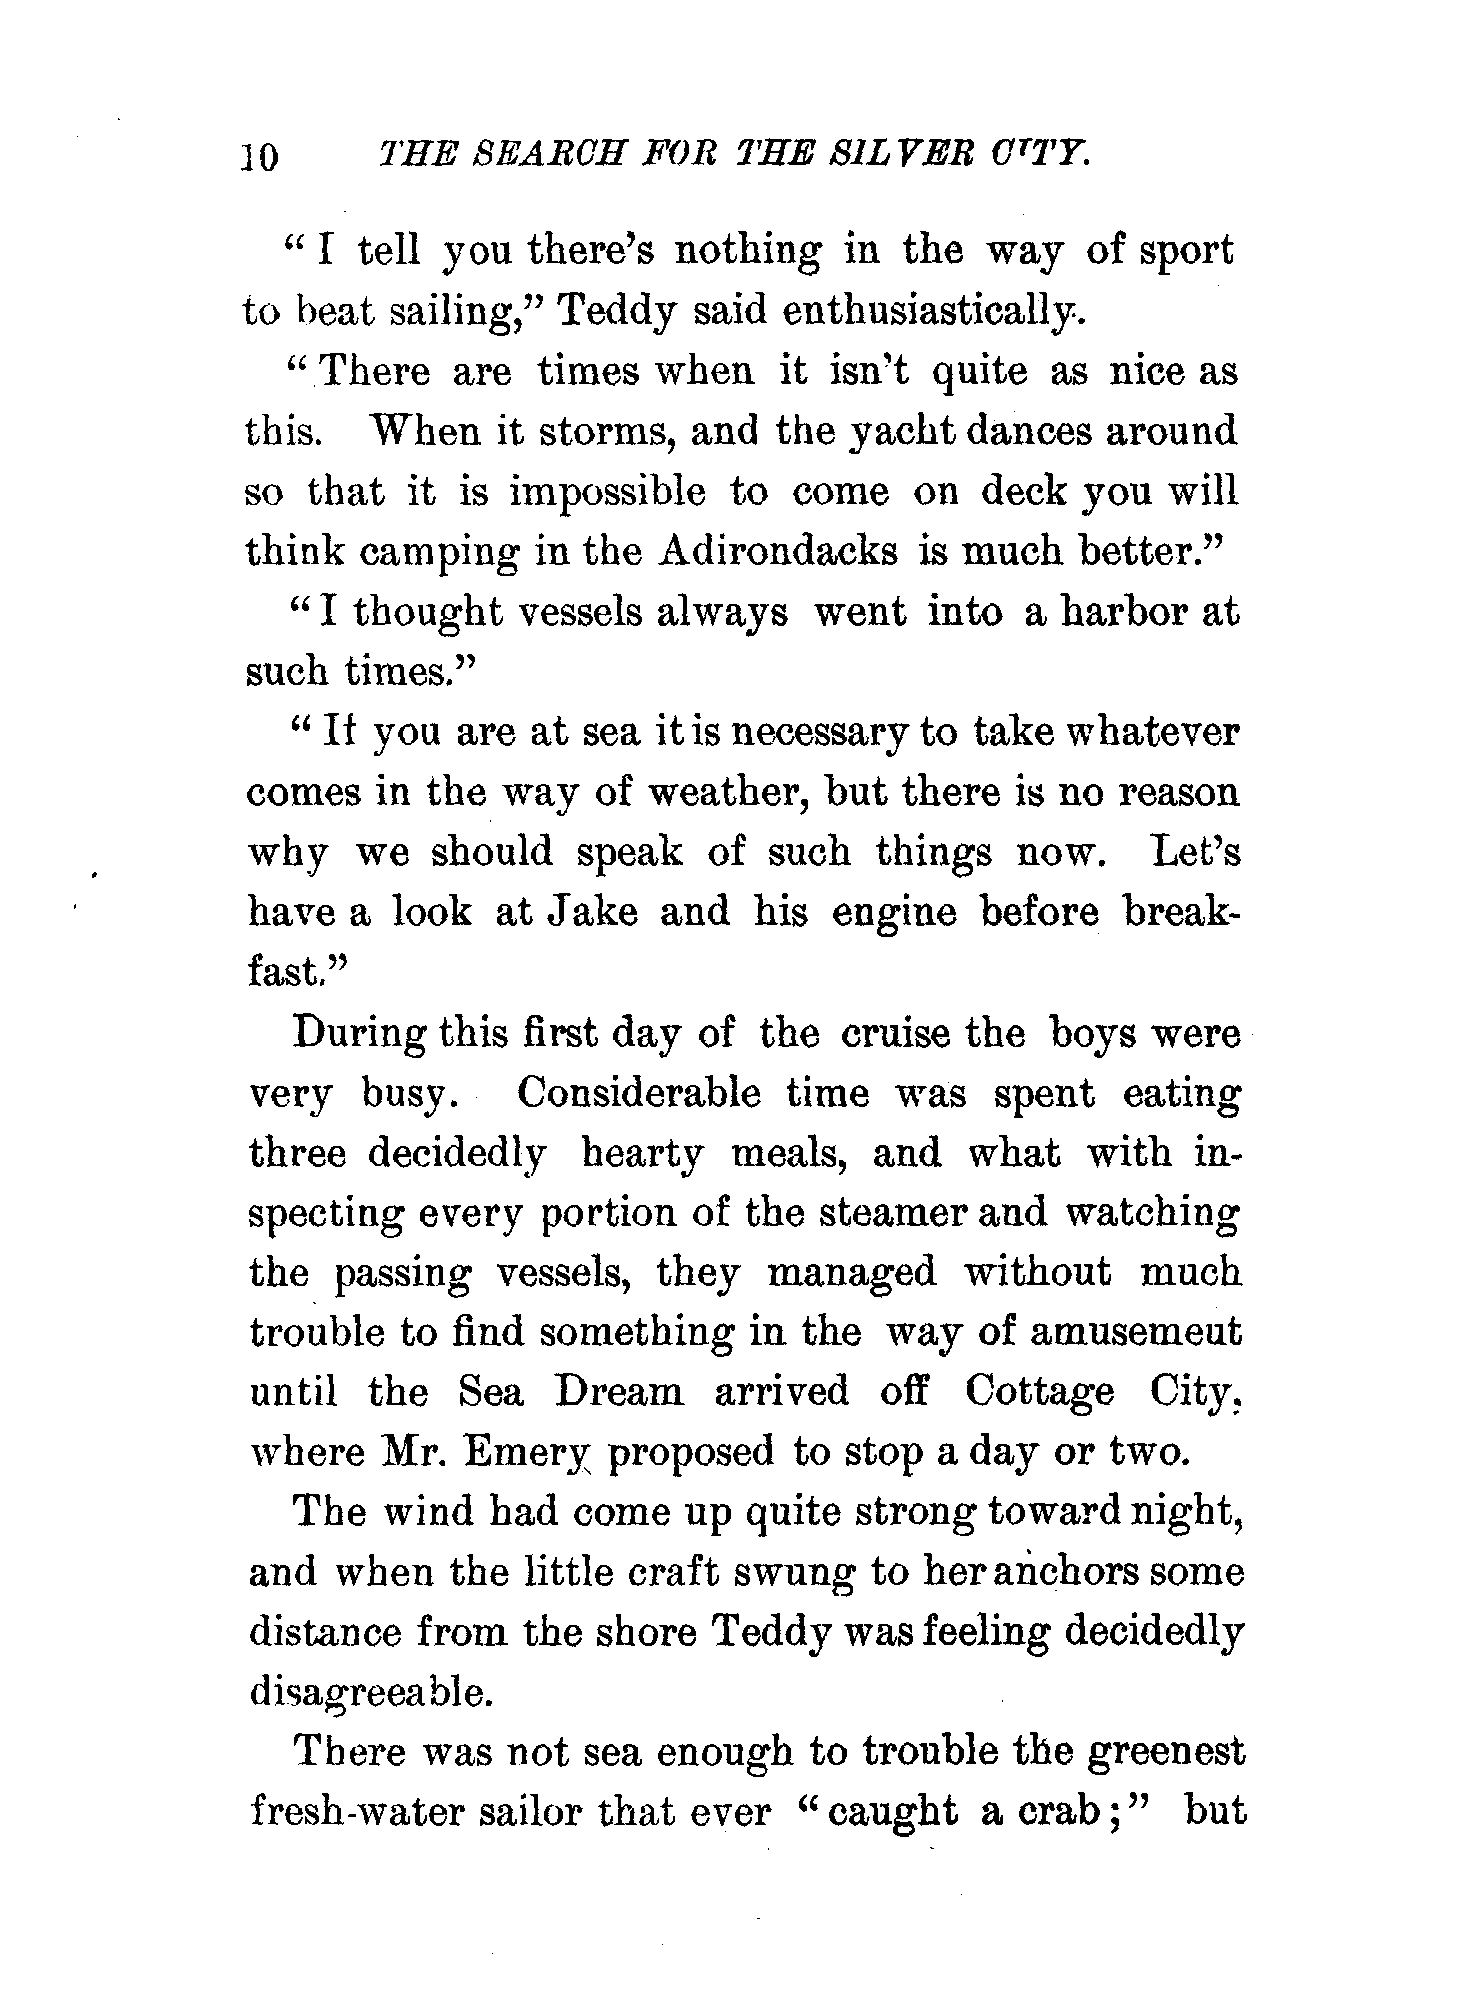 10 THE SEARCH FOR THE SILVER CITY.
“ I tell you there’s nothing in the way of sport
to beat sailing,” Teddy said enthusiastically.
“ There are times when it isn’t quite as nice as
this. When it storms, and the yacht dances around
so that it is impossible to come on deck you will
think camping in the Adirondacks is much better.”
“ I thought vessels always went into a harbor at
such times.”
“ If you are at sea it is necessary to take whatever
comes in the way of weather, but there is no reason
why we should speak of such things now. Let’s
have a look at Jake and his engine before break-
fast.”
During this first day of the cruise the boys were
very busy. Considerable time was spent eating
three decidedly hearty meals, and what with in-
specting every portion of the steamer and watching
the passing vessels, they managed without much
trouble to find something in the way of amusemeut
until the Sea Dream arrived off Cottage City,
where Mr. Emery proposed to stop a day or two.
The wind had come up quite strong toward night,
and when the little craft swung to her anchors some
distance from the shore Teddy was feeling decidedly
disagreeable.
There was not sea enough to trouble the greenest
fresh-water sailor that ever “ caught a crab ; ” but